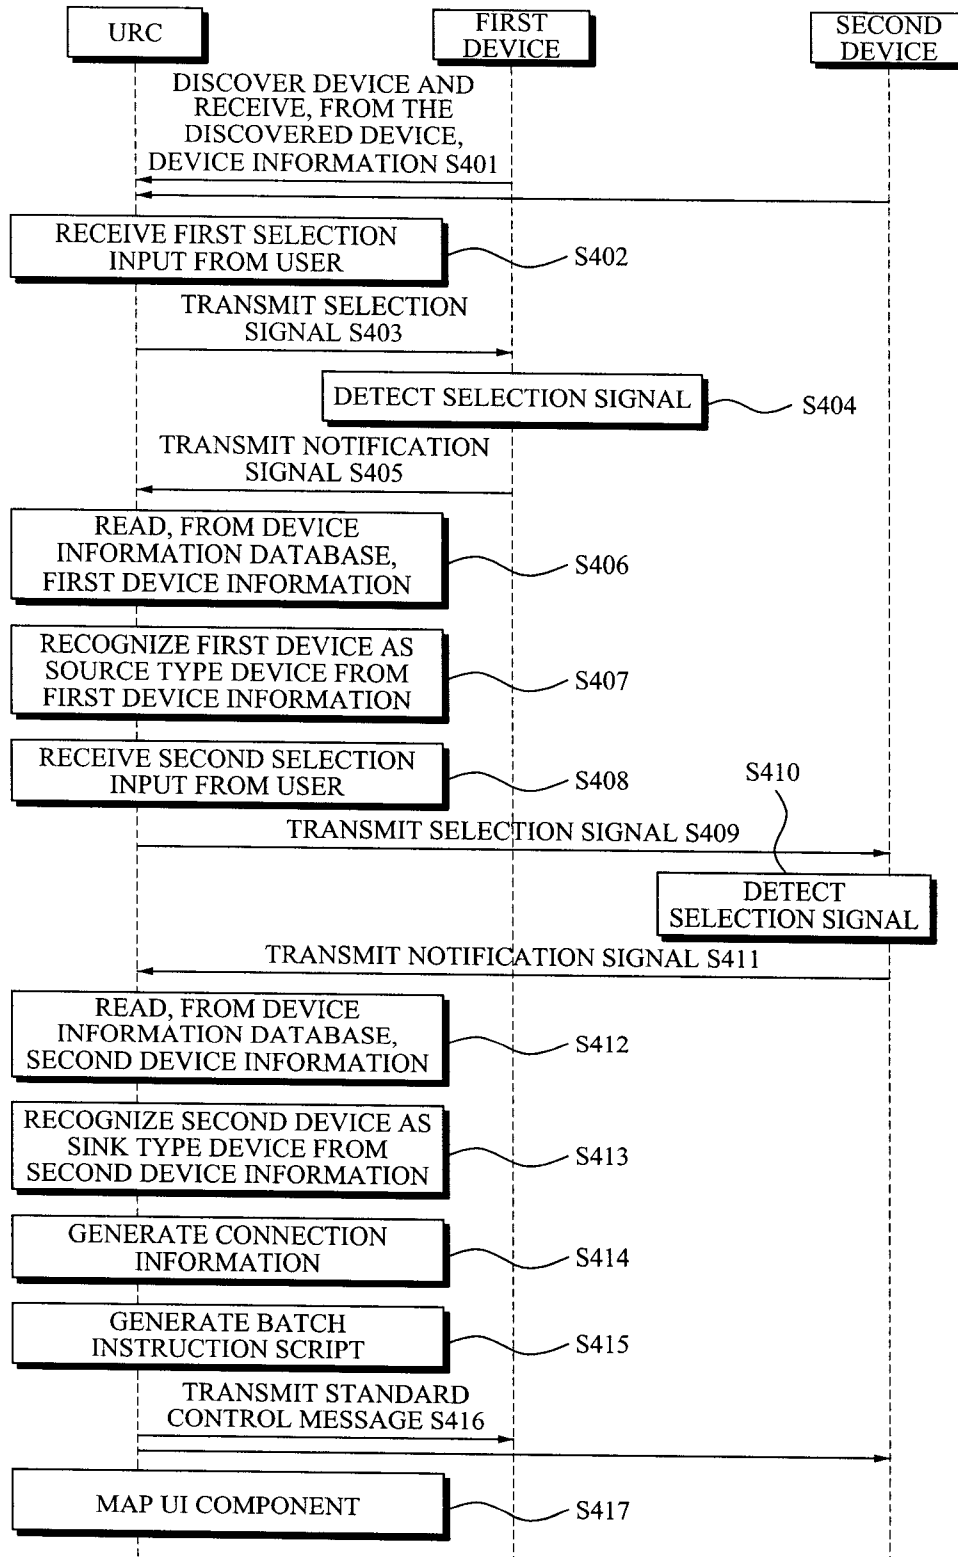 URC
FIRST
DEVICE
SECOND
DEVICE
DISCOVER DEVICE AND
RECEIVE, FROM THE
DISCOVERED DEVICE,
DEVICE INFORMATION S401
RECEIVE FIRST SELECTION
INPUT FROM USER
S402
TRANSMIT SELECTION
SIGNAL S403
DETECT SELECTION SIGNAL
S404
TRANSMIT NOTIFICATION
SIGNAL S405
READ, FROM DEVICE
INFORMATION DATABASE,
FIRST DEVICE INFORMATION
S406
RECOGNIZE FIRST DEVICE AS
SOURCE TYPE DEVICE FROM
FIRST DEVICE INFORMATION
S407
RECEIVE SECOND SELECTION
INPUT FROM USER
S408
S410
TRANSMIT SELECTION SIGNAL S409
DETECT
SELECTION SIGNAL
TRANSMIT NOTIFICATION SIGNAL S411
READ, FROM DEVICE
INFORMATION DATABASE,
SECOND DEVICE INFORMATION
S412
RECOGNIZE SECOND DEVICE AS
SINK TYPE DEVICE FROM
SECOND DEVICE INFORMATION
S413
GENERATE CONNECTION
INFORMATION
S414
GENERATE BATCH
INSTRUCTION SCRIPT
S415
TRANSMIT STANDARD
CONTROL MESSAGE S416
MAP UI COMPONENT
S417